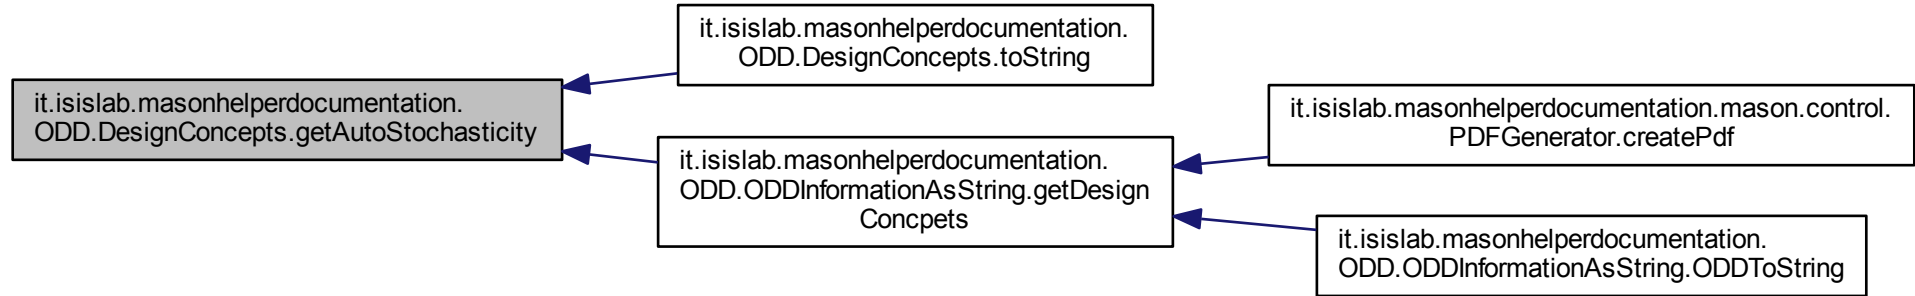 it.isislab.masonhelperdocumentation.
ODD.DesignConcepts.getAutoStochasticity
it.isislab.masonhelperdocumentation.
ODD.DesignConcepts.toString
it.isislab.masonhelperdocumentation.
ODD.ODDInformationAsString.getDesign
Concpets
it.isislab.masonhelperdocumentation.mason.control.
PDFGenerator.createPdf
it.isislab.masonhelperdocumentation.
ODD.ODDInformationAsString.ODDToString